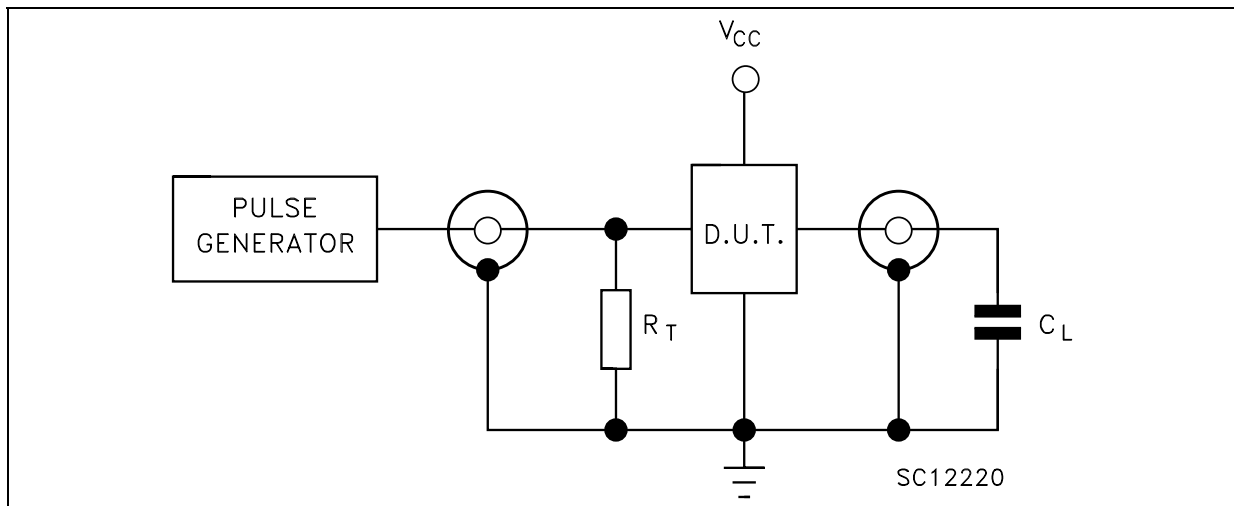 VCC
PULSE
GENERATOR
D.U.T.
RT
CL
SC12220